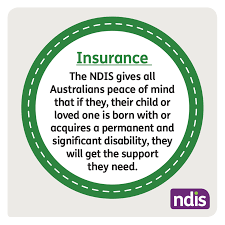 Insurance
The NDIS gives all
Australians peace of mind
that if they, their child or
loved one is born with or
acquires a permanent and
significant disability, they
will get the support
they need.
ndis